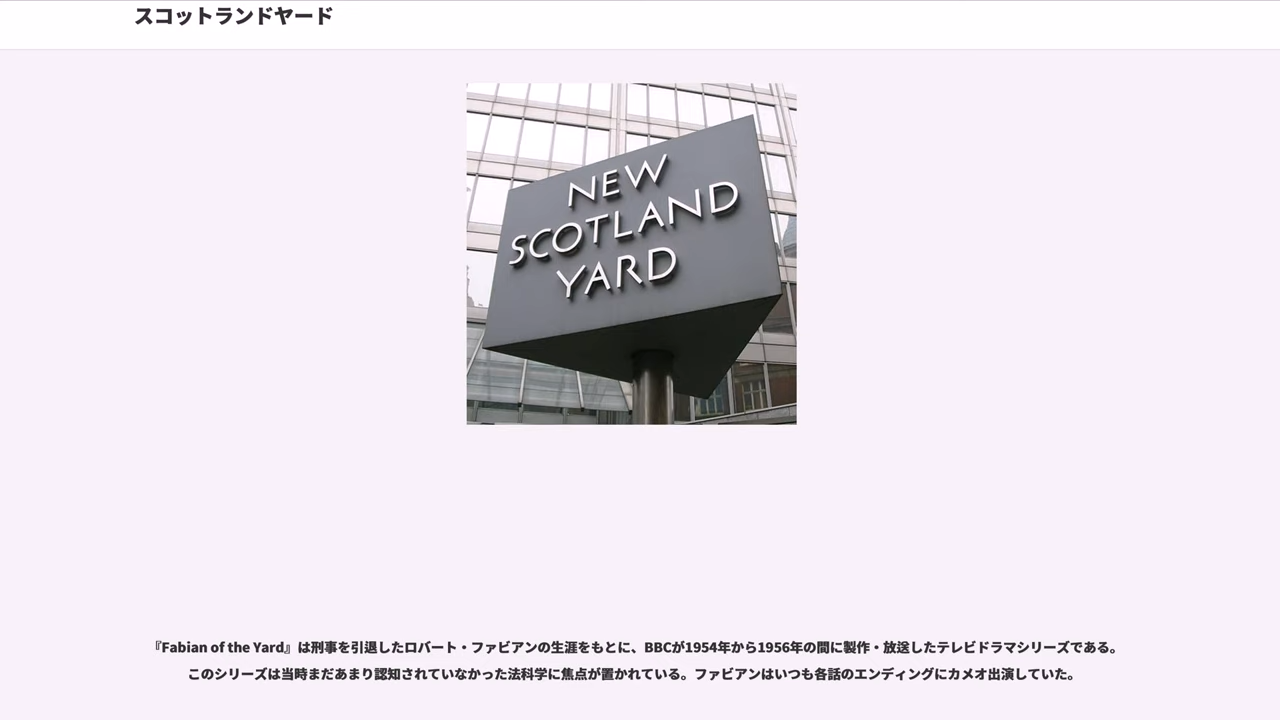 スコットランドヤード
NEW
SCOTLAND
YARD
『Fabian of the Yard』は刑事を引退したロバート・ファビアンの生涯をもとに、BBCが1954年から1956年の間に製作・放送したテレビドラマシリーズである。
このシリーズは当時まだあまり認知されていなかった法科学に焦点が置かれている。ファビアンはいつも各話のエンディングにカメオ出演していた。